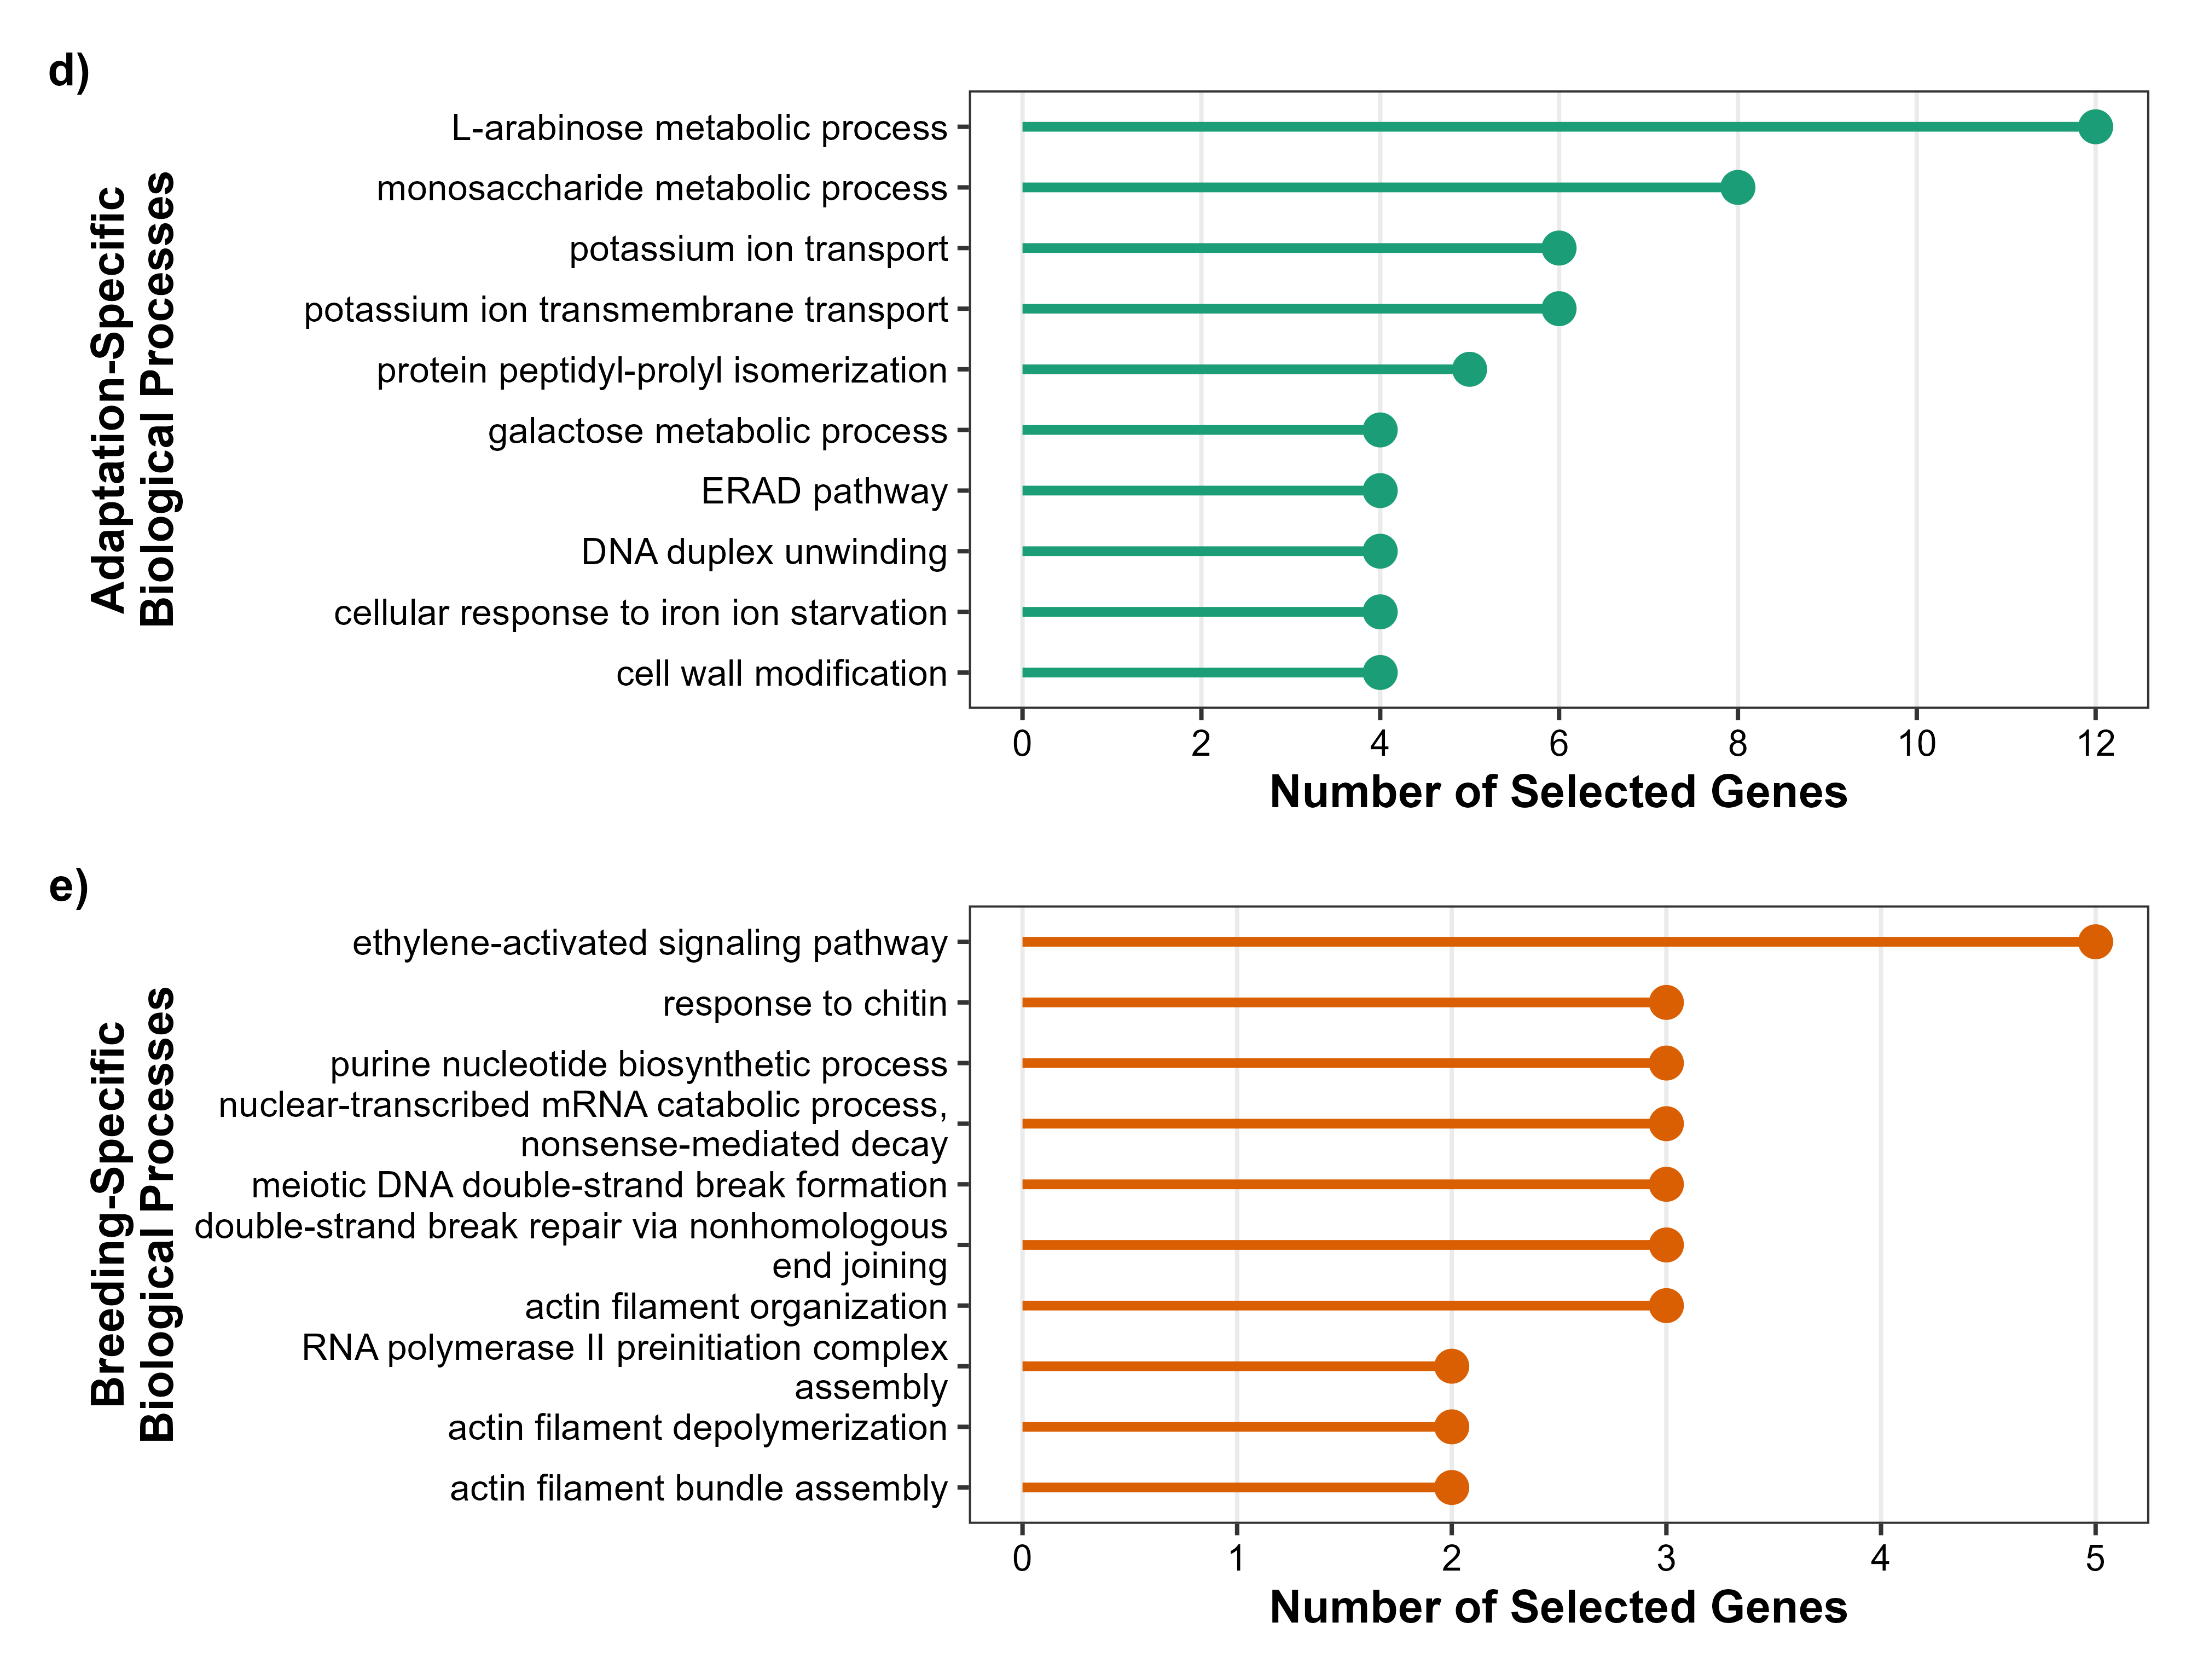 d)
Adaptation-Specific
Biological Processes
L-arabinose metabolic process
monosaccharide metabolic process
potassium ion transport
potassium ion transmembrane transport
protein peptidyl-prolyl isomerization
galactose metabolic process
ERAD pathway
DNA duplex unwinding
cellular response to iron ion starvation
cell wall modification
0 2 4 6 8 10 12
Number of Selected Genes
e)
Breeding-Specific
Biological Processes
ethylene-activated signaling pathway
response to chitin
purine nucleotide biosynthetic process
nuclear-transcribed mRNA catabolic process,
nonsense-mediated decay
meiotic DNA double-strand break formation
double-strand break repair via nonhomologous
end joining
actin filament organization
RNA polymerase II preinitiation complex
assembly
actin filament depolymerization
actin filament bundle assembly
0 1 2 3 4 5
Number of Selected Genes